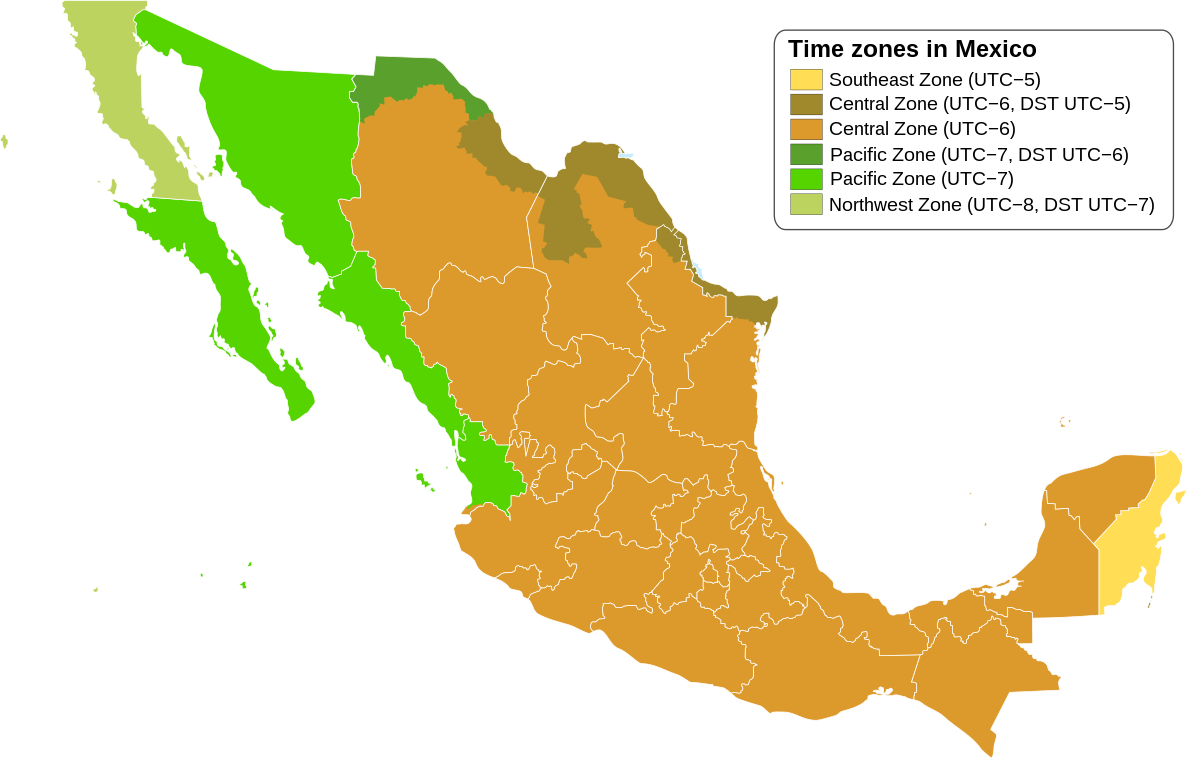 Time zones in Mexico
Southeast Zone (UTC−5)
Central Zone (UTC−6, DST UTC−5)
Central Zone (UTC−6)
Pacific Zone (UTC−7, DST UTC−6)
Pacific Zone (UTC−7)
Northwest Zone (UTC−8, DST UTC−7)